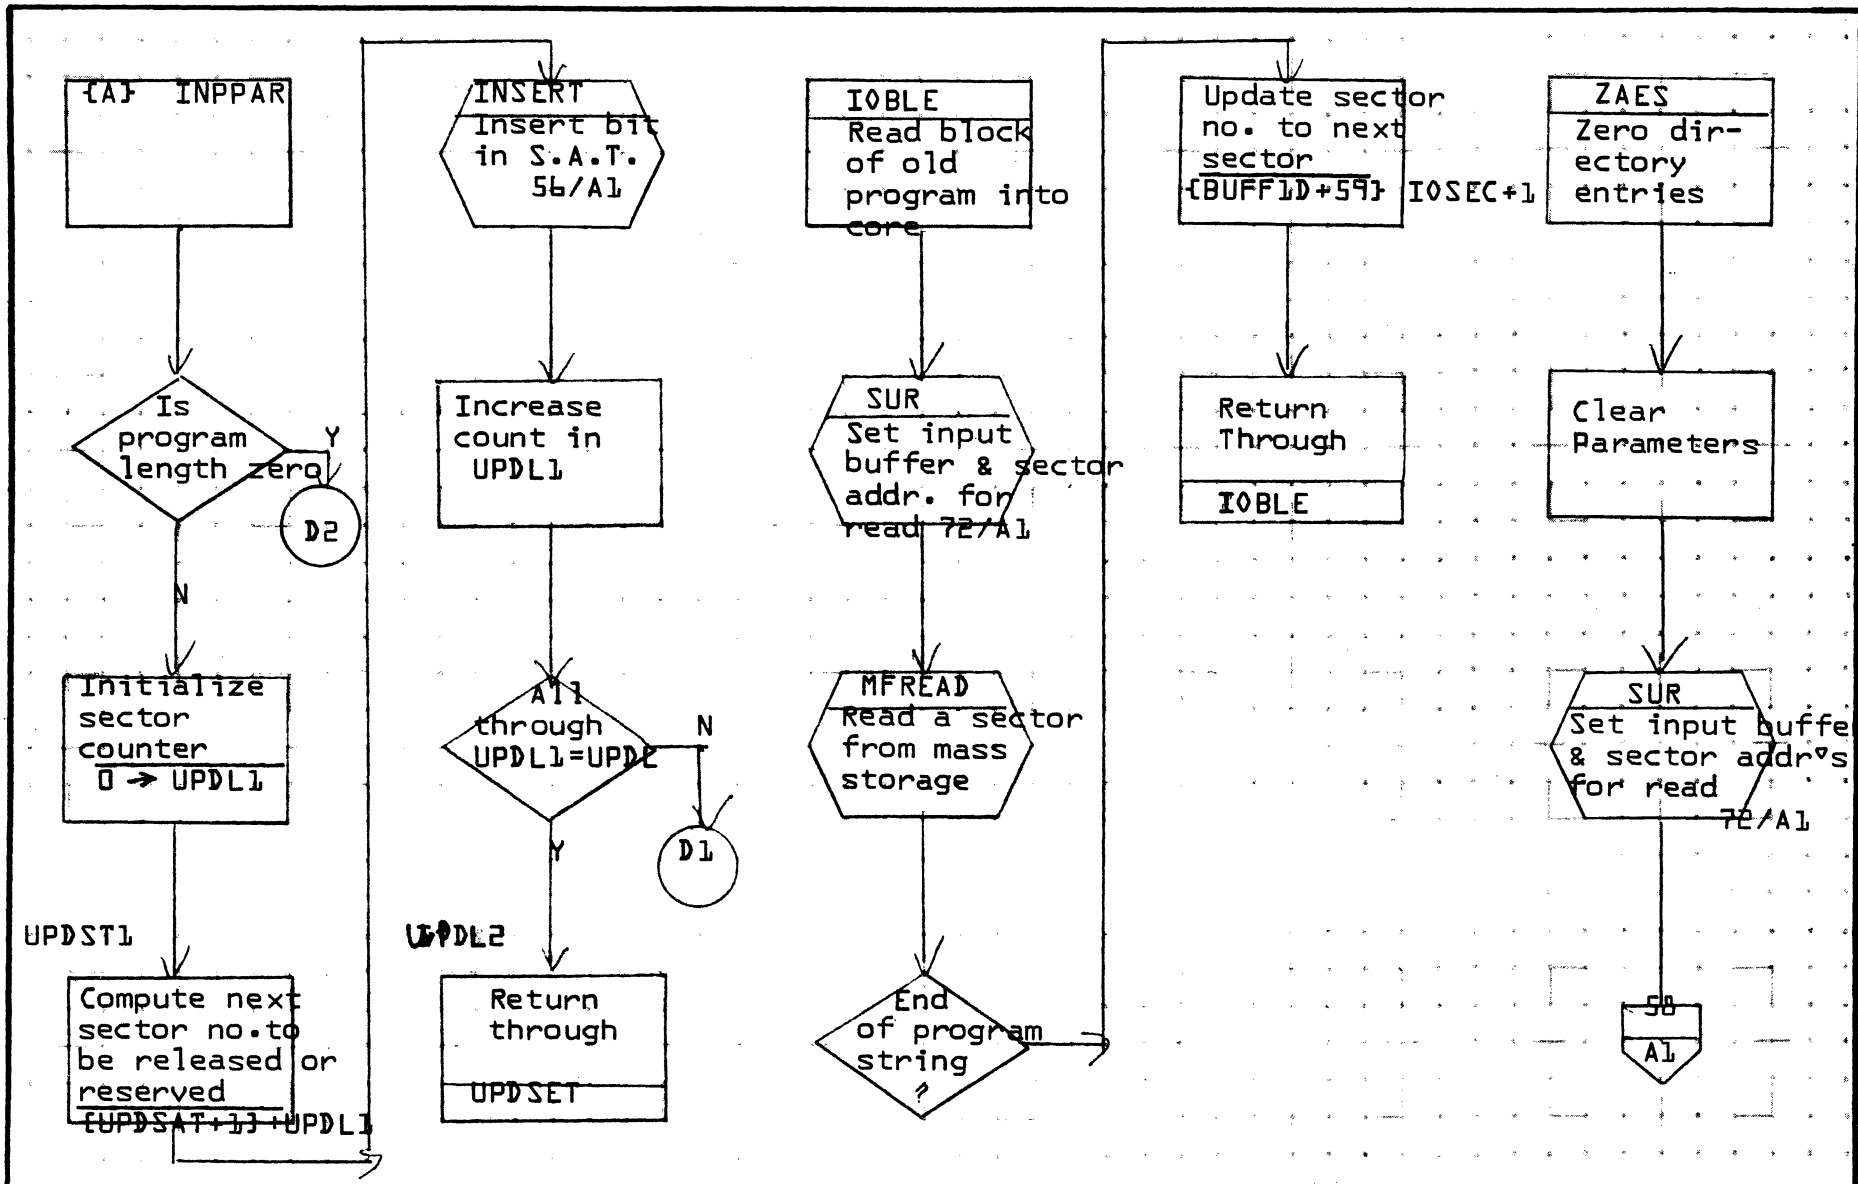 {A} INPPAR
Is
program
length zero
Y
D2
N
Initialize
sector
counter
0 → UPDL1
UPDST1
Compute next
sector no.to
be released or
reserved
{UPDSAT+1}+UPDL1
INSERT
Insert bit
in S.A.T.
56/A1
Increase
count in
UPDL1
All
through
UPDL1=UPDL
N
D1
Y
UPDL2
Return
through
UPDSET
IOBLE
Read block
of old
program into
core
SUR
Set input
buffer & sector
addr. for
read 72/A1
MFREAD
Read a sector
from mass
storage
End
of program
string
?
Update sector
no. to next
sector
{BUFF1D+59} IOSEC+1
Return
Through
IOBLE
ZAES
Zero dir-
ectory
entries
Clear
Parameters
SUR
Set input buffe
& sector addr's
for read
72/A1
58
A1